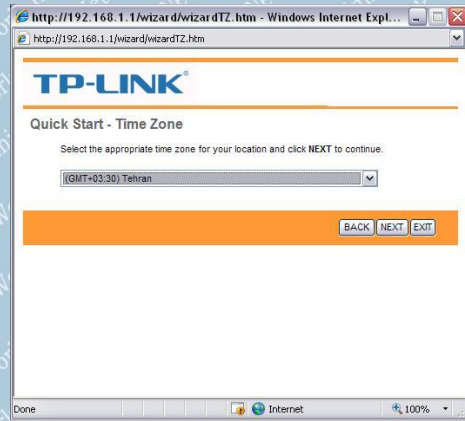 http://192.168.1.1/wizard/wizardTZ.htm - Windows Internet Expl...
http://192.168.1.1/wizard/wizardTZ.htm
TP-LINK®
Quick Start - Time Zone
Select the appropriate time zone for your location and click NEXT to continue.
(GMT+03:30) Tehran
BACK NEXT EXIT
Done Internet 100%